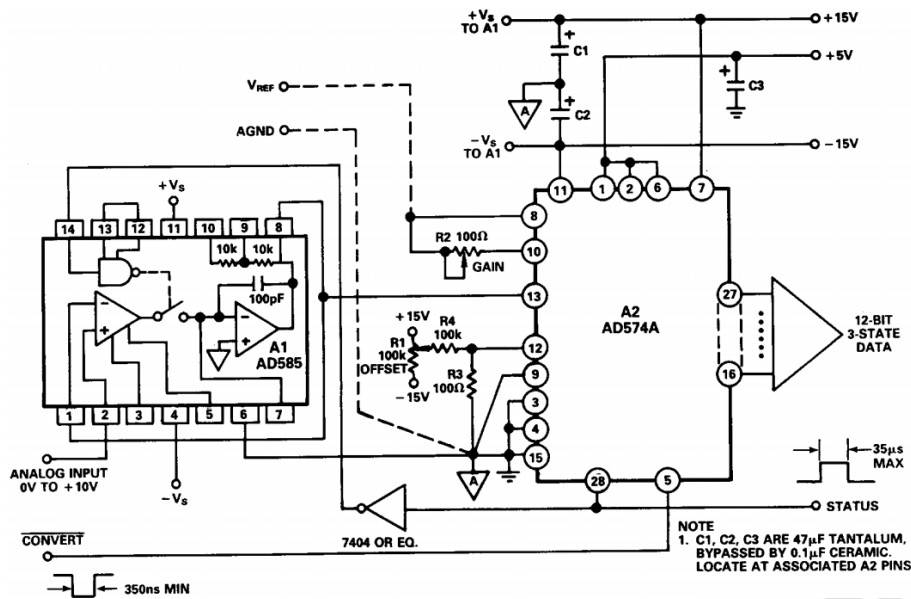 +VS
TO A1
+15V
+ C1
+5V
+ C3
VREF
A
+ C2
AGND
-VS
TO A1
-15V
+VS
11 1 2 6 7
14 13 12 11 10 9 8
8
10k 10k
R2 100Ω
GAIN
10
100pF
13
A2
AD574A
27
12-BIT
3-STATE
DATA
- +
- +
A1
AD585
+15V
R4
100k
R1
100k
OFFSET
12
R3
100Ω
-15V
9
16
3
4
1 2 3 4 5 6 7
15
35μs
MAX
A
28 5
ANALOG INPUT
0V TO +10V
-VS
STATUS
7404 OR EQ.
CONVERT
350ns MIN
NOTE
1. C1, C2, C3 ARE 47μF TANTALUM,
BYPASSED BY 0.1μF CERAMIC.
LOCATE AT ASSOCIATED A2 PINS